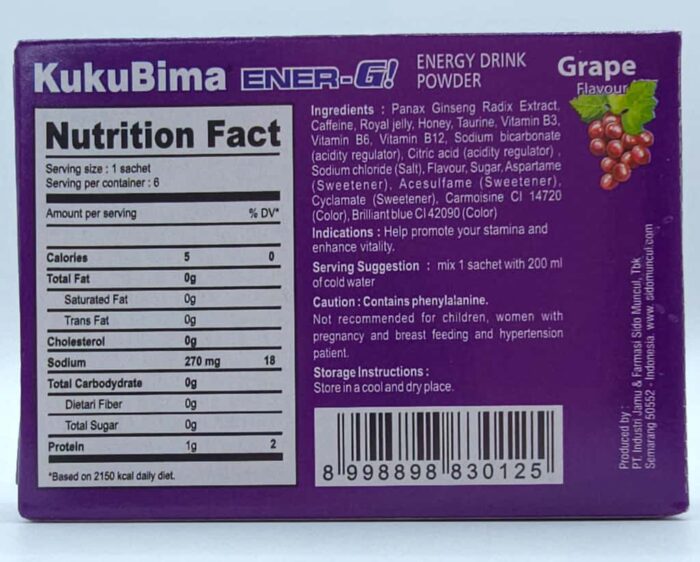 KukuBima ENER-G! ENERGY DRINK
POWDER
Grape
Flavour
Nutrition Fact
Serving size : 1 sachet
Serving per container : 6
Amount per serving % DV*
Calories 5 0
Total Fat 0g
Saturated Fat 0g
Trans Fat 0g
Cholesterol 0g
Sodium 270 mg 18
Total Carbodydrate 0g
Dietari Fiber 0g
Total Sugar 0g
Protein 1g 2
*Based on 2150 kcal daily diet.
Ingredients : Panax Ginseng Radix Extract,
Caffeine, Royal jelly, Honey, Taurine, Vitamin B3,
Vitamin B6, Vitamin B12, Sodium bicarbonate
(acidity regulator), Citric acid (acidity regulator) ,
Sodium chloride (Salt), Flavour, Sugar, Aspartame
(Sweetener), Acesulfame (Sweetener),
Cyclamate (Sweetener), Carmoisine CI 14720
(Color), Brilliant blue CI 42090 (Color)
Indications : Help promote your stamina and
enhance vitality.
Serving Suggestion : mix 1 sachet with 200 ml
of cold water
Caution : Contains phenylalanine.
Not recommended for children, women with
pregnancy and breast feeding and hypertension
patient.
Storage Instructions :
Store in a cool and dry place.
8 998898 830125
Produced by :
PT. Industri Jamu & Farmasi Sido Muncul, Tbk
Semarang 50552 - Indonesia. www. sidomuncul.com